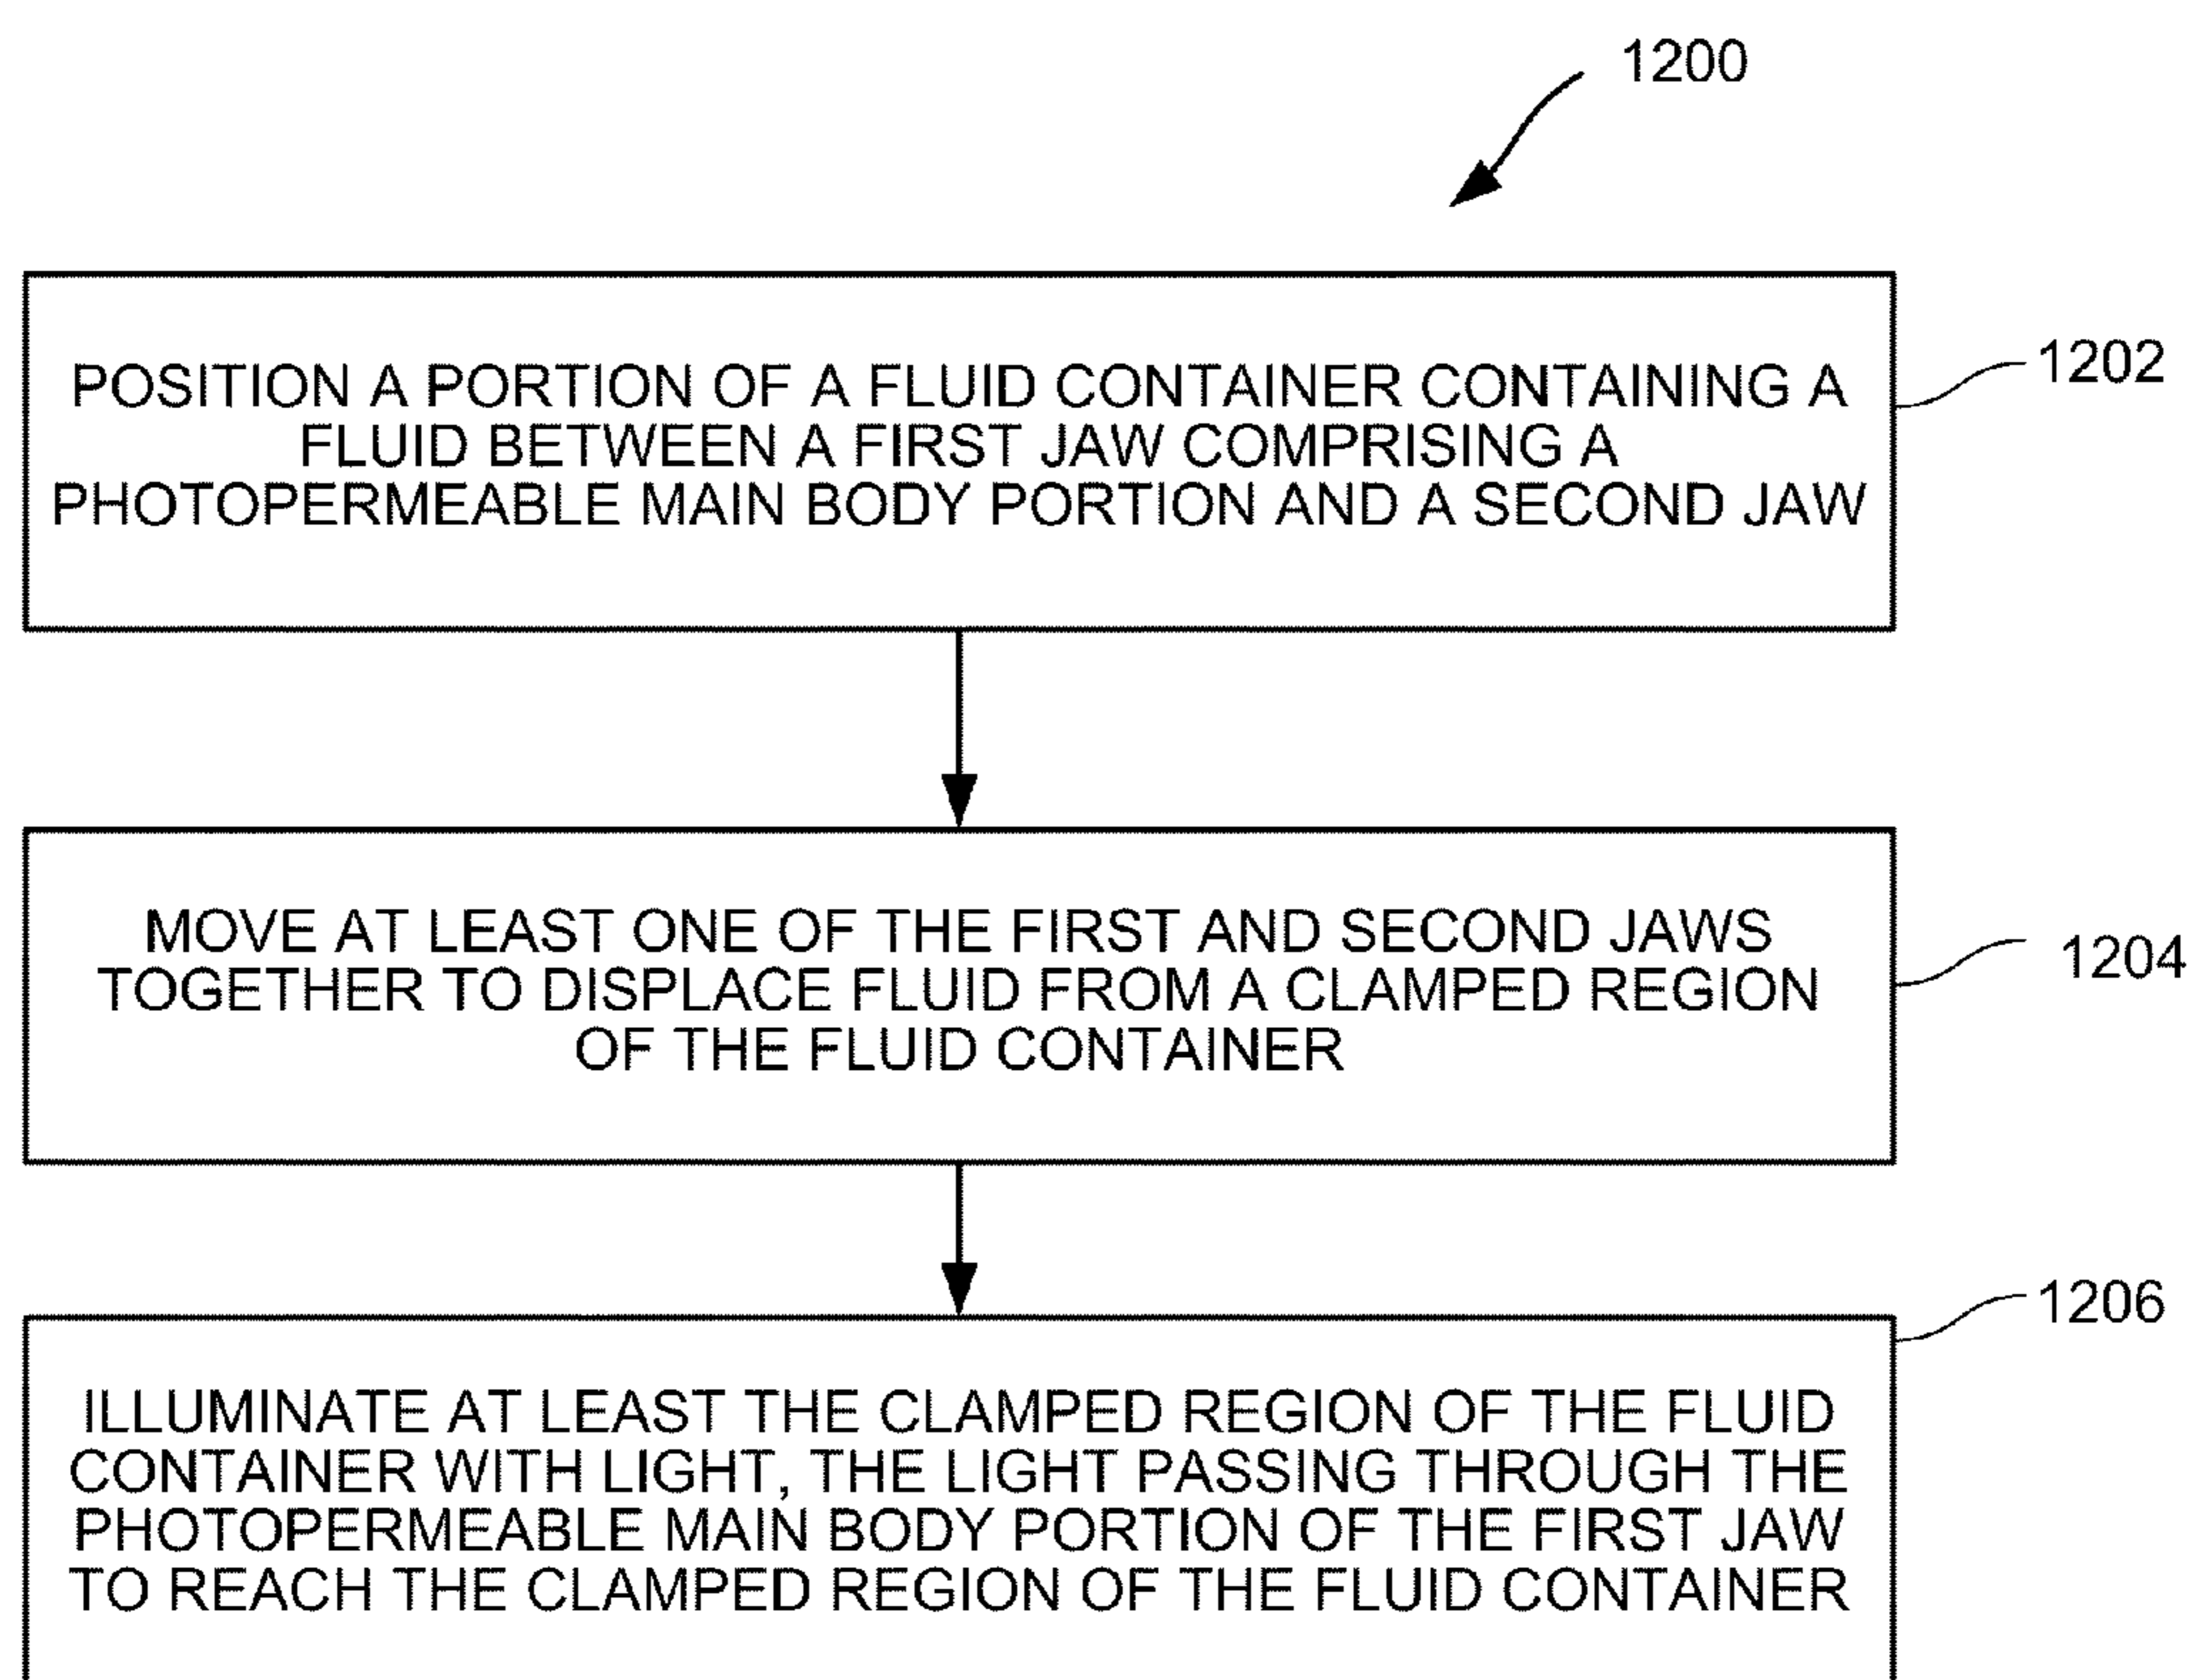 1200
POSITION A PORTION OF A FLUID CONTAINER CONTAINING A
FLUID BETWEEN A FIRST JAW COMPRISING A
PHOTOPERMEABLE MAIN BODY PORTION AND A SECOND JAW
1202
MOVE AT LEAST ONE OF THE FIRST AND SECOND JAWS
TOGETHER TO DISPLACE FLUID FROM A CLAMPED REGION
OF THE FLUID CONTAINER
1204
ILLUMINATE AT LEAST THE CLAMPED REGION OF THE FLUID
CONTAINER WITH LIGHT, THE LIGHT PASSING THROUGH THE
PHOTOPERMEABLE MAIN BODY PORTION OF THE FIRST JAW
TO REACH THE CLAMPED REGION OF THE FLUID CONTAINER
1206